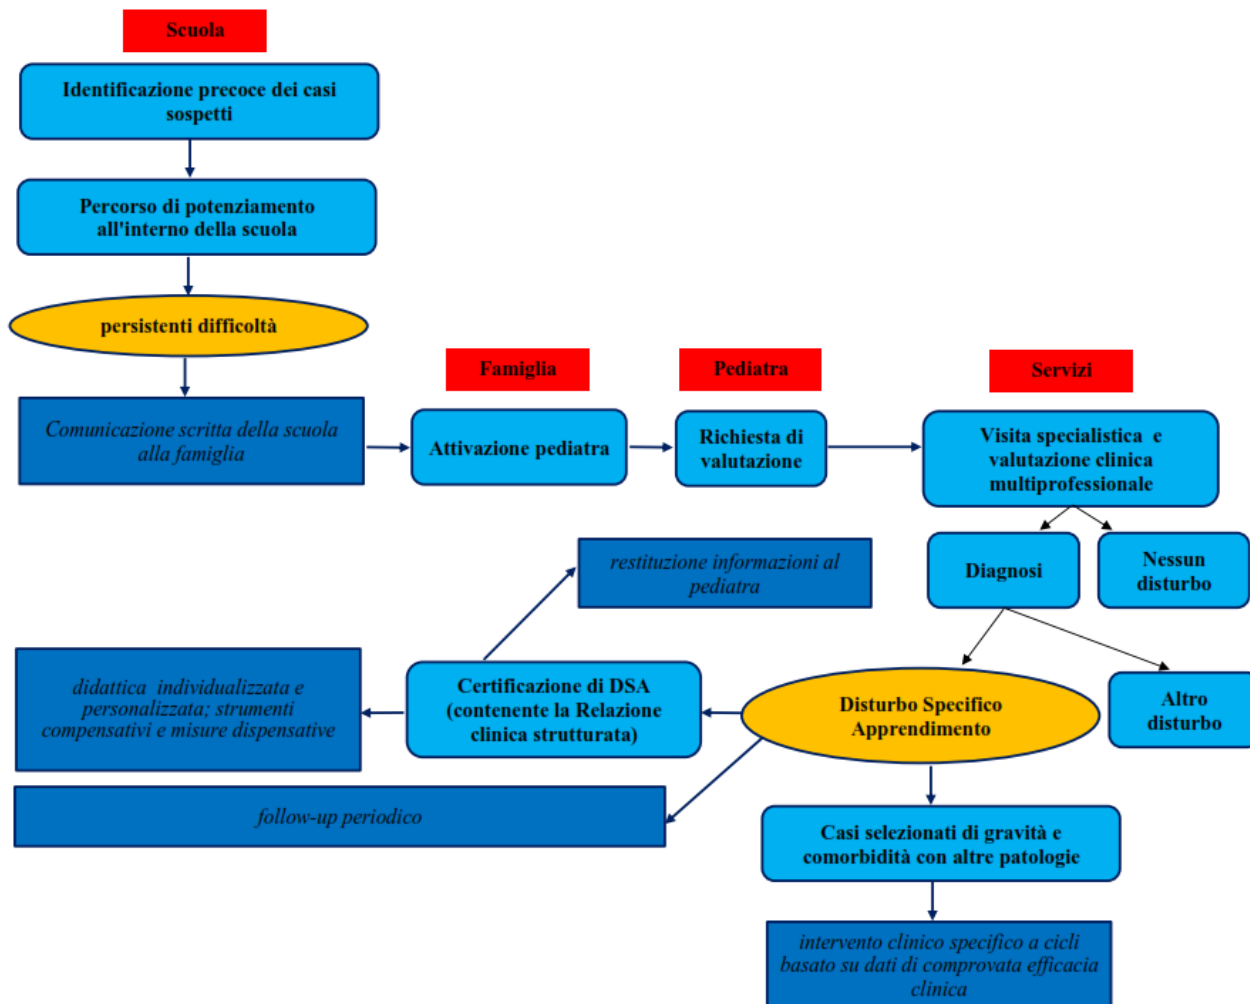 Scuola
Identificazione precoce dei casi
sospetti
Percorso di potenziamento
all'interno della scuola
persistenti difficoltà
Comunicazione scritta della scuola
alla famiglia
Famiglia
Attivazione pediatra
Pediatra
Richiesta di
valutazione
Servizi
Visita specialistica e
valutazione clinica
multiprofessionale
Diagnosi
Nessun
disturbo
restituzione informazioni al
pediatra
didattica individualizzata e
personalizzata; strumenti
compensativi e misure dispensative
Certificazione di DSA
(contenente la Relazione
clinica strutturata)
Disturbo Specifico
Apprendimento
Altro
disturbo
follow-up periodico
Casi selezionati di gravità e
comorbidità con altre patologie
intervento clinico specifico a cicli
basato su dati di comprovata efficacia
clinica